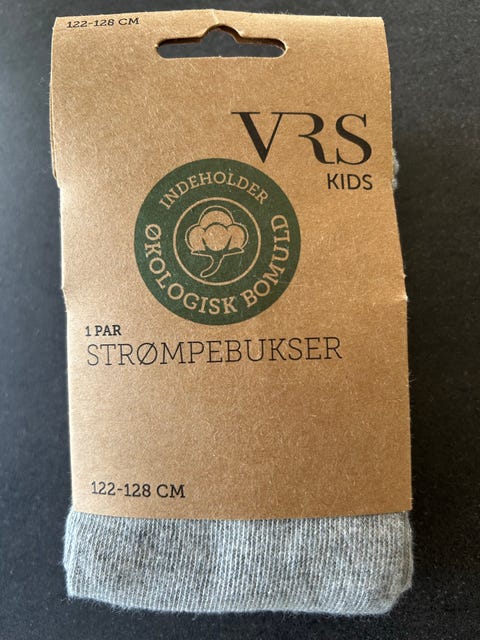 122-128 CM
VRS
KIDS
INDEHOLDER
ØKOLOGISK BOMULD
1 PAR
STRØMPEBUKSER
122-128 CM